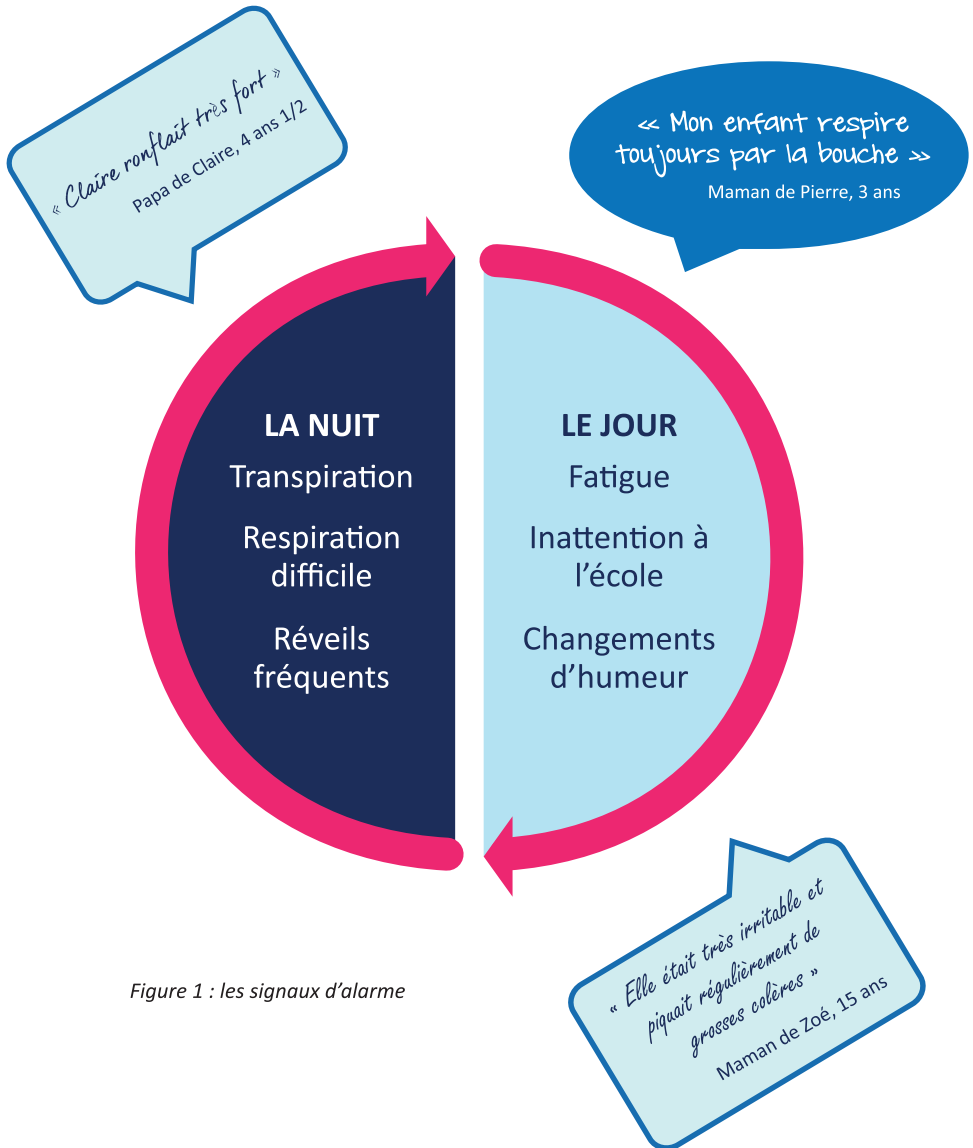 « Claire ronflait très fort »
Papa de Claire, 4 ans 1/2
« Mon enfant respire
toujours par la bouche »
Maman de Pierre, 3 ans
LA NUIT
Transpiration
Respiration
difficile
Réveils
fréquents
LE JOUR
Fatigue
Inattention à
l’école
Changements
d’humeur
« Elle était très irritable et
piquait régulièrement de
grosses colères »
Maman de Zoé, 15 ans
Figure 1 : les signaux d’alarme